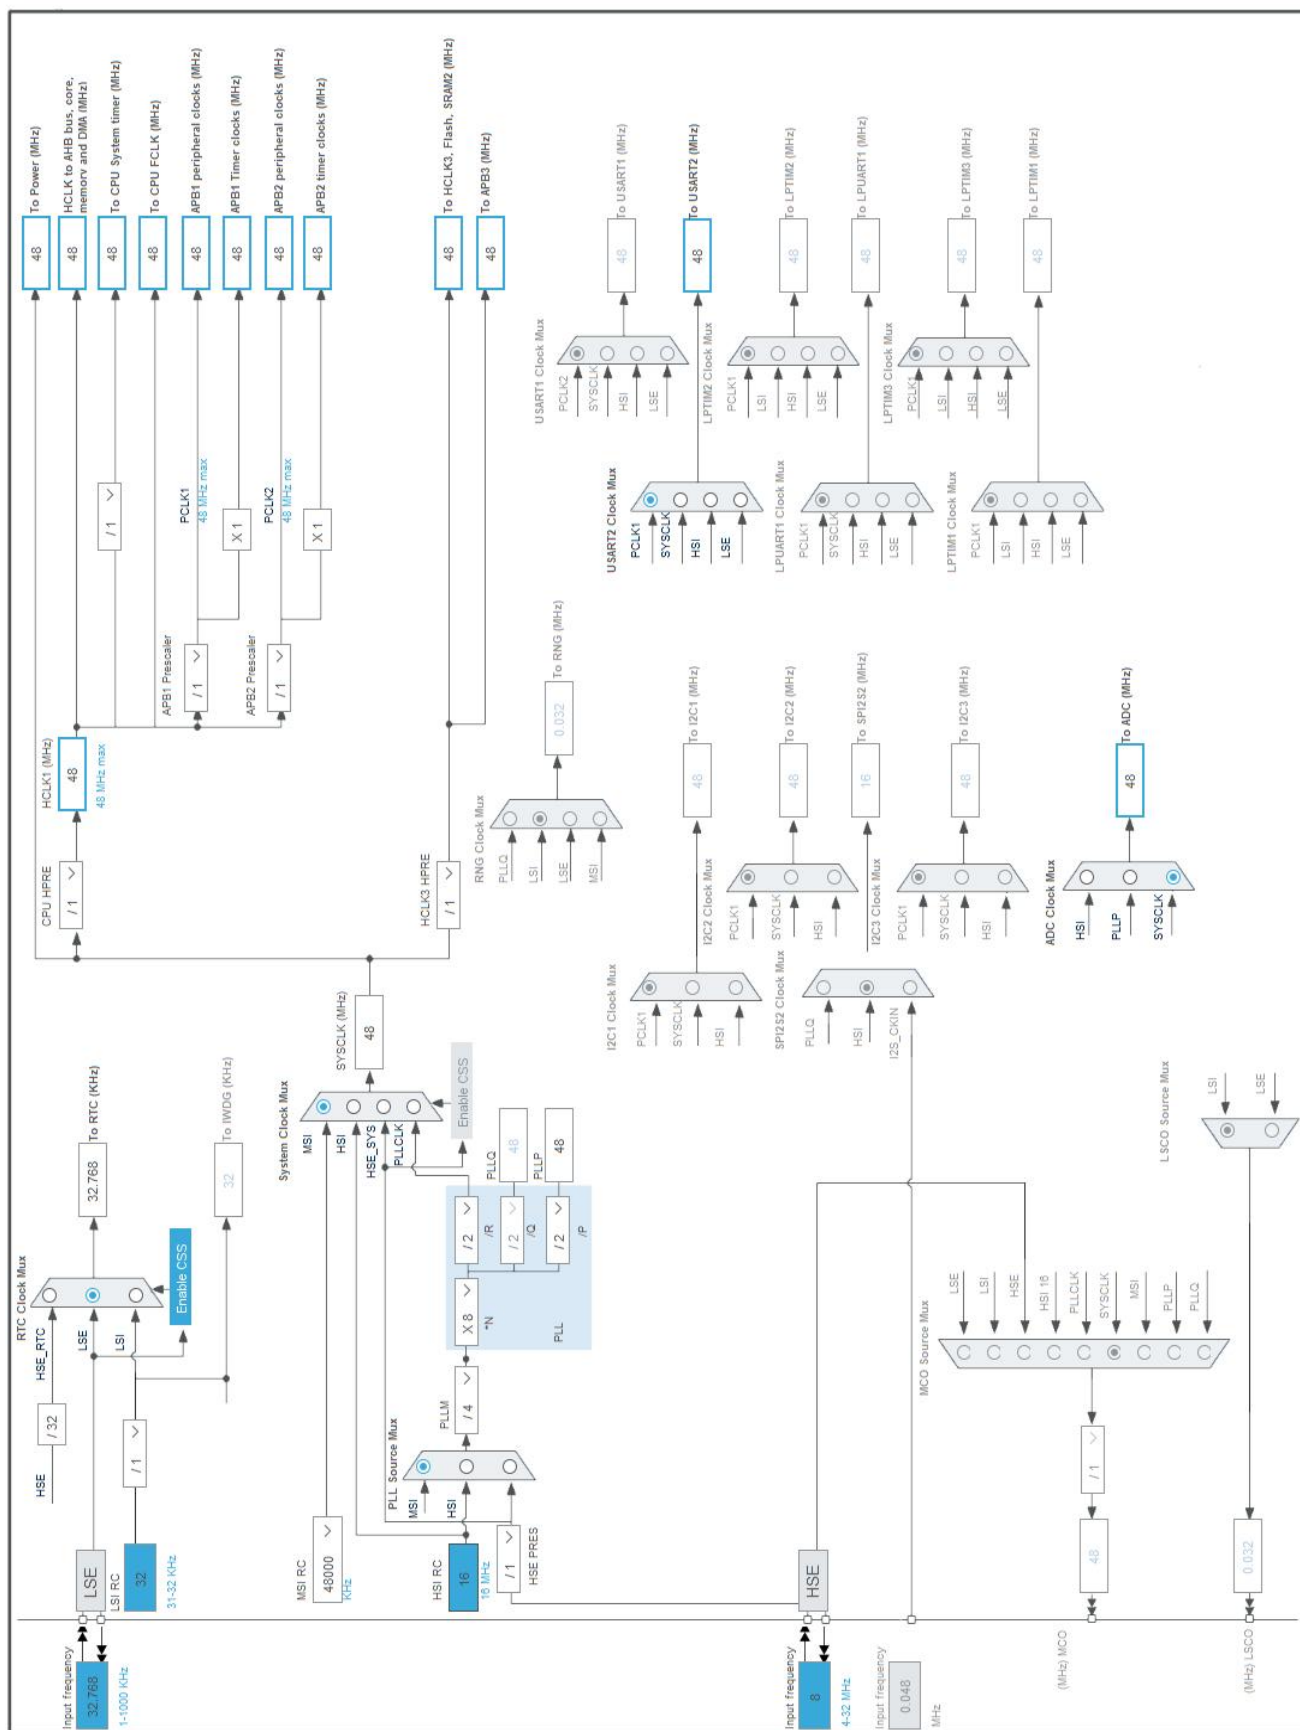 Input frequency
32.768
1-1000 KHz
LSE
LSI RC
32
31-32 KHz
HSE
/ 32
HSE_RTC
LSE
LSI
/ 1
RTC Clock Mux
Enable CSS
32.768
To RTC (KHz)
32
To IWDG (KHz)
MSI RC
48000
KHz
HSI RC
16
16 MHz
HSE PRES
/ 1
PLL Source Mux
MSI
HSI
PLLM
/ 4
X 8
*N
PLL
/ 2
/R
/ 2
/Q
/ 2
/P
PLLQ
48
PLLP
48
System Clock Mux
MSI
HSI
HSE_SYS
PLLCLK
Enable CSS
SYSCLK (MHz)
48
CPU HPRE
/ 1
HCLK1 (MHz)
48
48 MHz max
HCLK3 HPRE
/ 1
APB1 Prescaler
/ 1
APB2 Prescaler
/ 1
/ 1
PCLK1
48 MHz max
X 1
PCLK2
48 MHz max
X 1
48
To Power (MHz)
48
HCLK to AHB bus, core,
memory and DMA (MHz)
48
To CPU System timer (MHz)
48
To CPU FCLK (MHz)
48
APB1 peripheral clocks (MHz)
48
APB1 Timer clocks (MHz)
48
APB2 peripheral clocks (MHz)
48
APB2 timer clocks (MHz)
48
To HCLK3, Flash, SRAM2 (MHz)
48
To APB3 (MHz)
RNG Clock Mux
PLLQ
LSI
LSE
MSI
0.032
To RNG (MHz)
USART1 Clock Mux
PCLK2
SYSCLK
HSI
LSE
48
To USART1 (MHz)
USART2 Clock Mux
PCLK1
SYSCLK
HSI
LSE
48
To USART2 (MHz)
LPTIM2 Clock Mux
PCLK1
LSI
HSI
LSE
48
To LPTIM2 (MHz)
LPUART1 Clock Mux
PCLK1
SYSCLK
HSI
LSE
48
To LPUART1 (MHz)
LPTIM3 Clock Mux
PCLK1
LSI
HSI
LSE
48
To LPTIM3 (MHz)
LPTIM1 Clock Mux
PCLK1
LSI
HSI
LSE
48
To LPTIM1 (MHz)
I2C1 Clock Mux
PCLK1
SYSCLK
HSI
48
To I2C1 (MHz)
I2C2 Clock Mux
PCLK1
SYSCLK
HSI
48
To I2C2 (MHz)
SPI2S2 Clock Mux
PLLQ
HSI
I2S_CKIN
16
To SPI2S2 (MHz)
I2C3 Clock Mux
PCLK1
SYSCLK
HSI
48
To I2C3 (MHz)
ADC Clock Mux
HSI
PLLP
SYSCLK
48
To ADC (MHz)
Input frequency
8
4-32 MHz
HSE
Input frequency
0.048
MHz
MCO Source Mux
LSE
LSI
HSE
HSI 16
PLLCLK
SYSCLK
MSI
PLLP
PLLQ
/ 1
48
(MHz) MCO
LSCO Source Mux
LSI
LSE
0.032
(MHz) LSCO